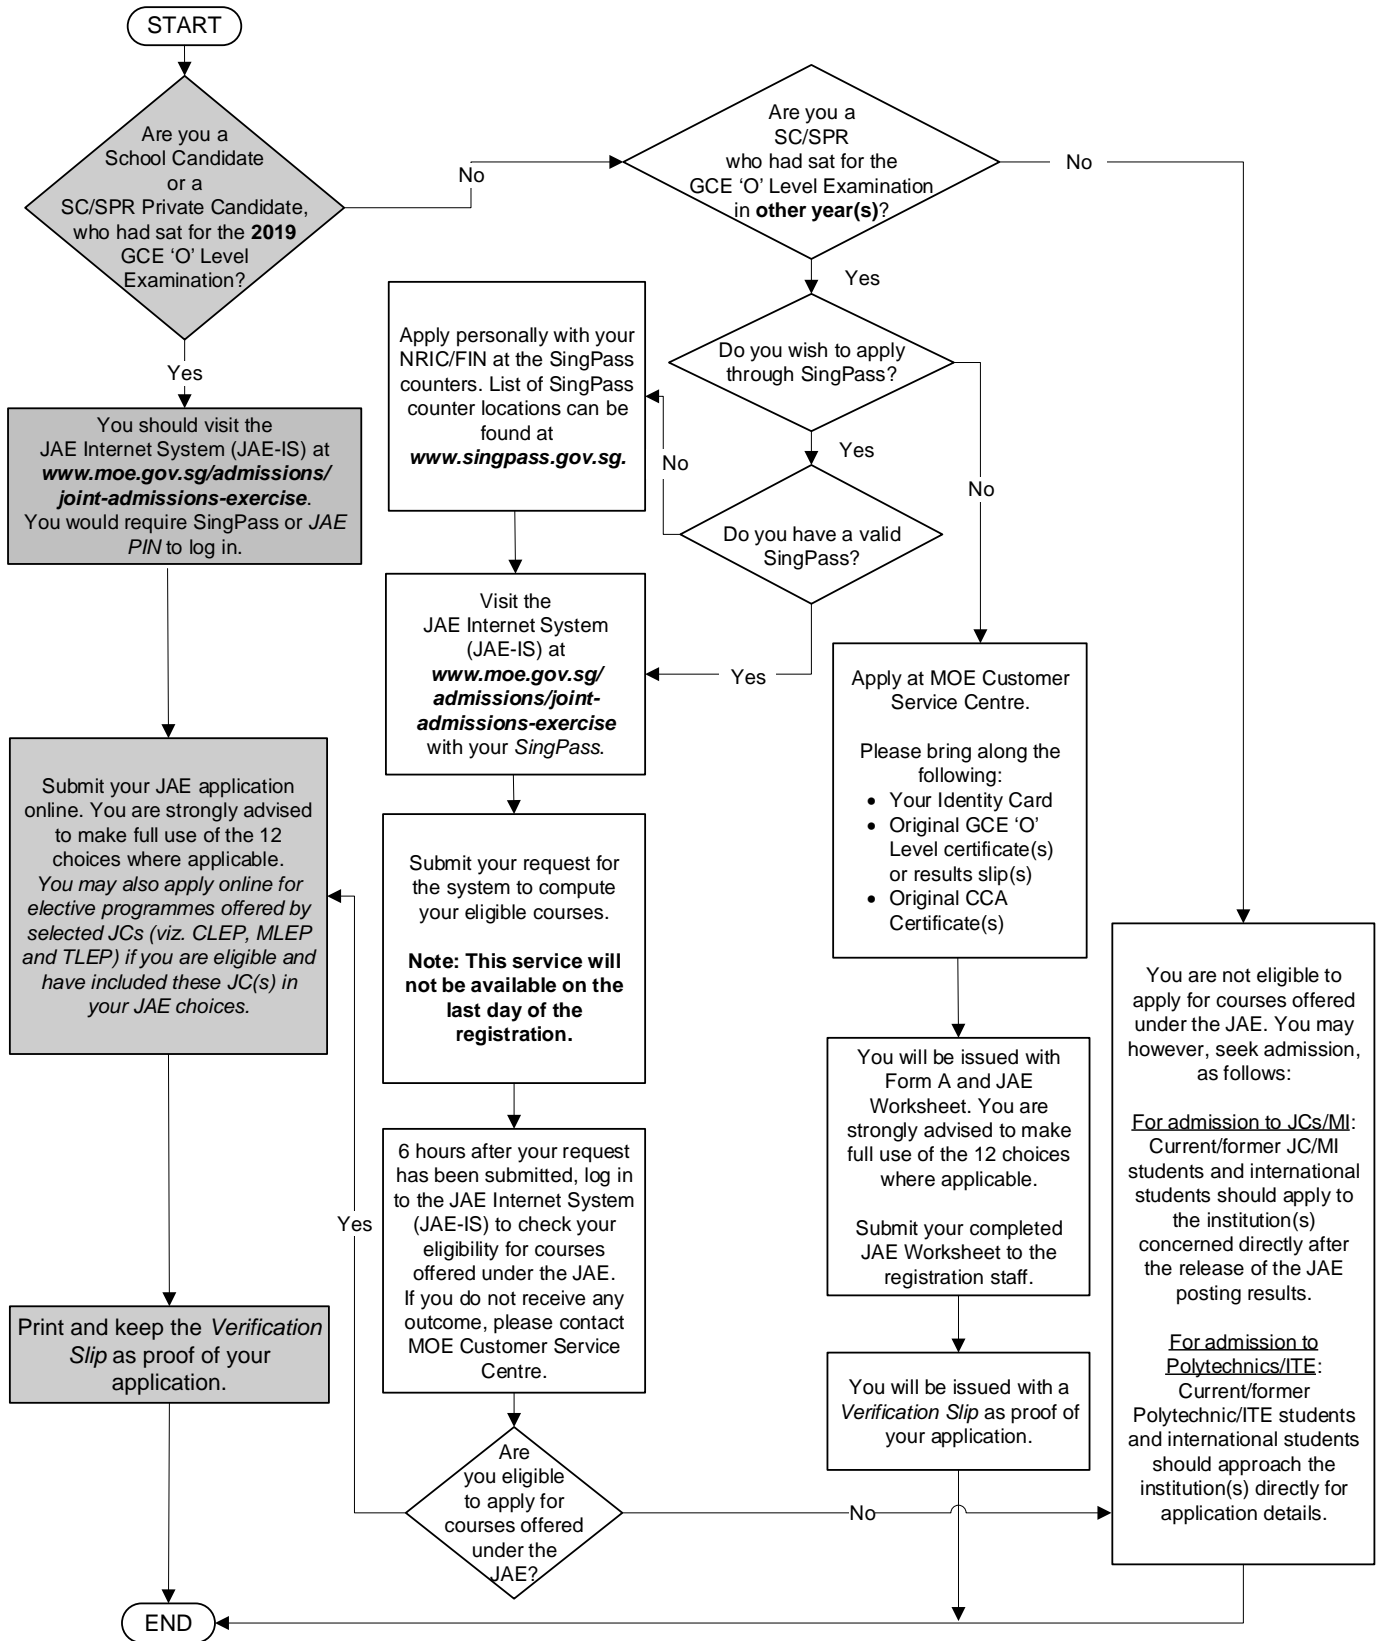 START
Are you a
School Candidate
or a
SC/SPR Private Candidate,
who had sat for the 2019
GCE ‘O’ Level
Examination?
No
Yes
You should visit the
JAE Internet System (JAE-IS) at
www.moe.gov.sg/admissions/
joint-admissions-exercise.
You would require SingPass or JAE
PIN to log in.
Submit your JAE application
online. You are strongly advised
to make full use of the 12
choices where applicable.
You may also apply online for
elective programmes offered by
selected JCs (viz. CLEP, MLEP
and TLEP) if you are eligible and
have included these JC(s) in
your JAE choices.
Print and keep the Verification
Slip as proof of your
application.
END
Are you a
SC/SPR
who had sat for the
GCE ‘O’ Level Examination
in other year(s)?
No
Yes
Do you wish to apply
through SingPass?
Yes
No
Do you have a valid
SingPass?
No
Yes
Apply personally with your
NRIC/FIN at the SingPass
counters. List of SingPass
counter locations can be
found at
www.singpass.gov.sg.
Visit the
JAE Internet System
(JAE-IS) at
www.moe.gov.sg/
admissions/joint-
admissions-exercise
with your SingPass.
Submit your request for
the system to compute
your eligible courses.
Note: This service will
not be available on the
last day of the
registration.
6 hours after your request
has been submitted, log in
to the JAE Internet System
(JAE-IS) to check your
eligibility for courses
offered under the JAE.
If you do not receive any
outcome, please contact
MOE Customer Service
Centre.
Are
you eligible
to apply for
courses offered
under the
JAE?
Yes
No
Apply at MOE Customer
Service Centre.
Please bring along the
following:
• Your Identity Card
• Original GCE ‘O’
Level certificate(s)
or results slip(s)
• Original CCA
Certificate(s)
You will be issued with
Form A and JAE
Worksheet. You are
strongly advised to make
full use of the 12 choices
where applicable.
Submit your completed
JAE Worksheet to the
registration staff.
You will be issued with a
Verification Slip as proof of
your application.
You are not eligible to
apply for courses offered
under the JAE. You may
however, seek admission,
as follows:
For admission to JCs/MI:
Current/former JC/MI
students and international
students should apply to
the institution(s)
concerned directly after
the release of the JAE
posting results.
For admission to
Polytechnics/ITE:
Current/former
Polytechnic/ITE students
and international students
should approach the
institution(s) directly for
application details.